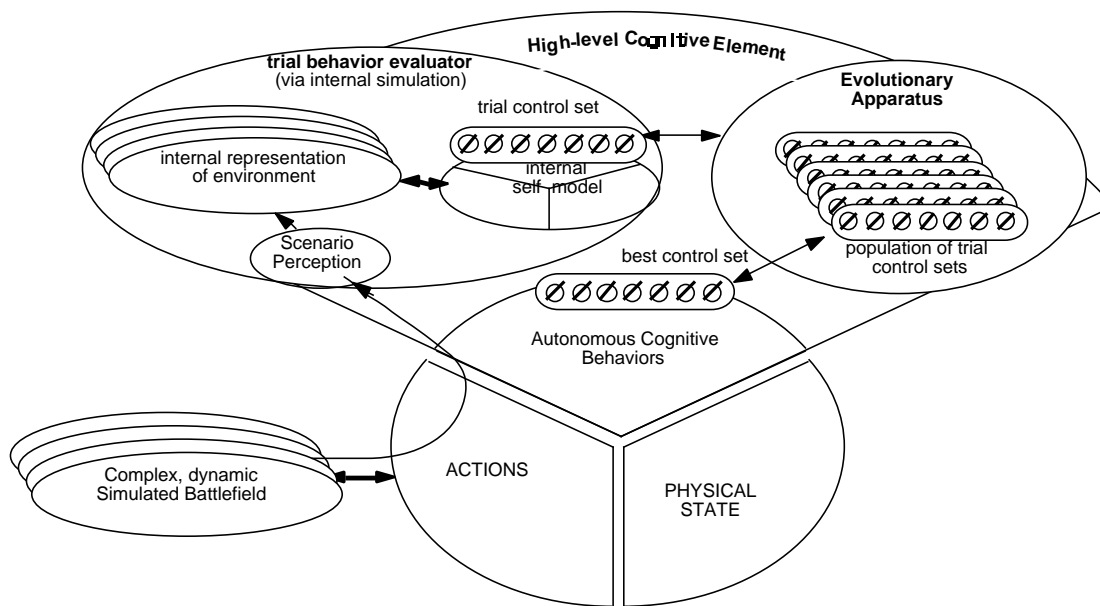 High-level Cognitive Element
trial behavior evaluator
(via internal simulation)
Evolutionary
Apparatus
trial control set
internal representation
of environment
internal
self model
Scenario
Perception
best control set
population of trial
control sets
Autonomous Cognitive
Behaviors
Complex, dynamic
Simulated Battlefield
ACTIONS
PHYSICAL
STATE